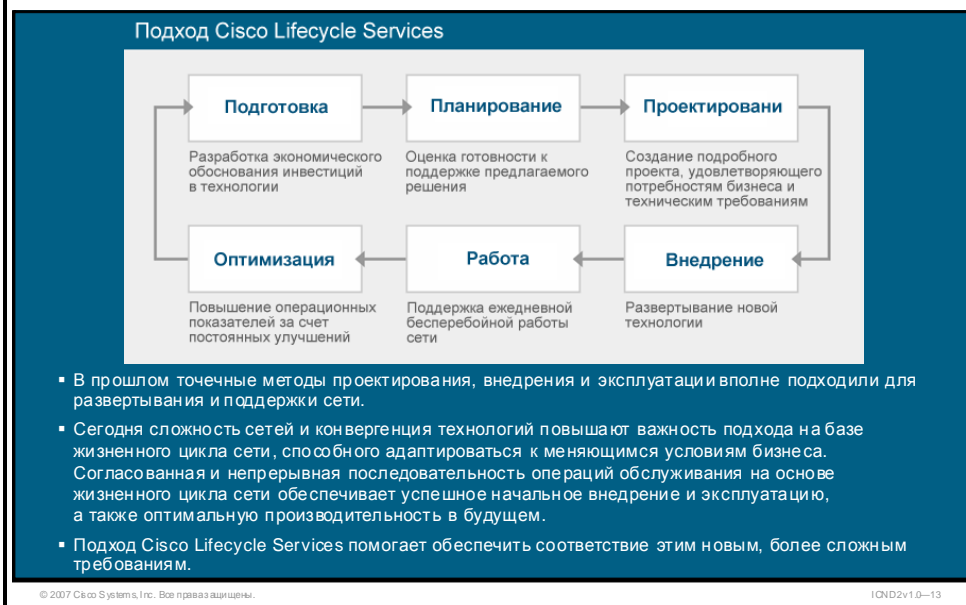 Подход Cisco Lifecycle Services
Подготовка
Планирование
Проектировани
Разработка экономического
обоснования инвестиций
в технологии
Оценка готовности к
поддержке предлагаемого
решения
Создание подробного
проекта, удовлетворяющего
потребностям бизнеса и
техническим требованиям
Оптимизация
Работа
Внедрение
Повышение операционных
показателей за счет
постоянных улучшений
Поддержка ежедневной
бесперебойной работы
сети
Развертывание новой
технологии
▪ В прошлом точечные методы проектирования, внедрения и эксплуатации вполне подходили для
развертывания и поддержки сети.
▪ Сегодня сложность сетей и конвергенция технологий повышают важность подхода на базе
жизненного цикла сети, способного адаптироваться к меняющимся условиям бизнеса.
Согласованная и непрерывная последовательность операций обслуживания на основе
жизненного цикла сети обеспечивает успешное начальное внедрение и эксплуатацию,
а также оптимальную производительность в будущем.
▪ Подход Cisco Lifecycle Services помогает обеспечить соответствие этим новым, более сложным
требованиям.
© 2007 Cisco Systems, Inc. Все права защищены.
ICND2 v1.0—13